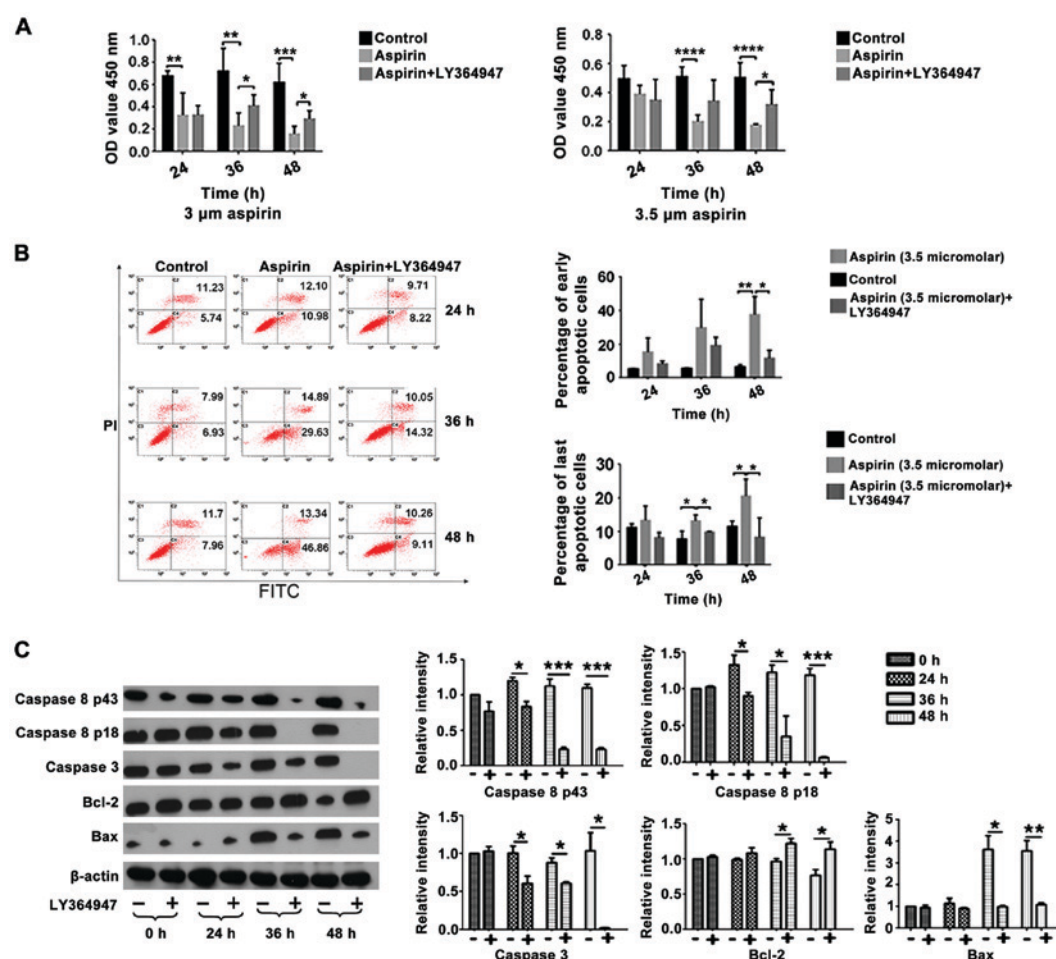 A
OD value 450 nm
1.0
0.8
0.6
0.4
0.2
0
** ** *** * *
24 36 48
Time (h)
3 µm aspirin
Control
Aspirin
Aspirin+LY364947
OD value 450 nm
1.0
0.8
0.6
0.4
0.2
0
**** **** *
24 36 48
Time (h)
3.5 µm aspirin
Control
Aspirin
Aspirin+LY364947
B
Control Aspirin Aspirin+LY364947
11.23 12.10 9.71
5.74 10.98 8.22
24 h
7.99 14.89 10.05
6.93 29.63 14.32
36 h
11.7 13.34 10.26
7.96 46.86 9.11
48 h
PI
FITC
Percentage of early
apoptotic cells
60
40
20
0
** *
24 36 48
Time (h)
Aspirin (3.5 micromolar)
Control
Aspirin (3.5 micromolar)+
LY364947
Percentage of last
apoptotic cells
30
20
10
0
* * * *
24 36 48
Time (h)
Control
Aspirin (3.5 micromolar)
Aspirin (3.5 micromolar)+
LY364947
C
Caspase 8 p43
Caspase 8 p18
Caspase 3
Bcl-2
Bax
β-actin
LY364947 − + − + − + − +
0 h 24 h 36 h 48 h
Relative intensity
1.5
1.0
0.5
0.0
* *** ***
- + - + - + - +
Caspase 8 p43
Relative intensity
1.5
1.0
0.5
0.0
* * ***
- + - + - + - +
Caspase 8 p18
0 h
24 h
36 h
48 h
Relative intensity
1.5
1.0
0.5
0.0
* * *
- + - + - + - +
Caspase 3
Relative intensity
1.5
1.0
0.5
0.0
* *
- + - + - + - +
Bcl-2
Relative intensity
5
4
3
2
1
0
* **
- + - + - + - +
Bax